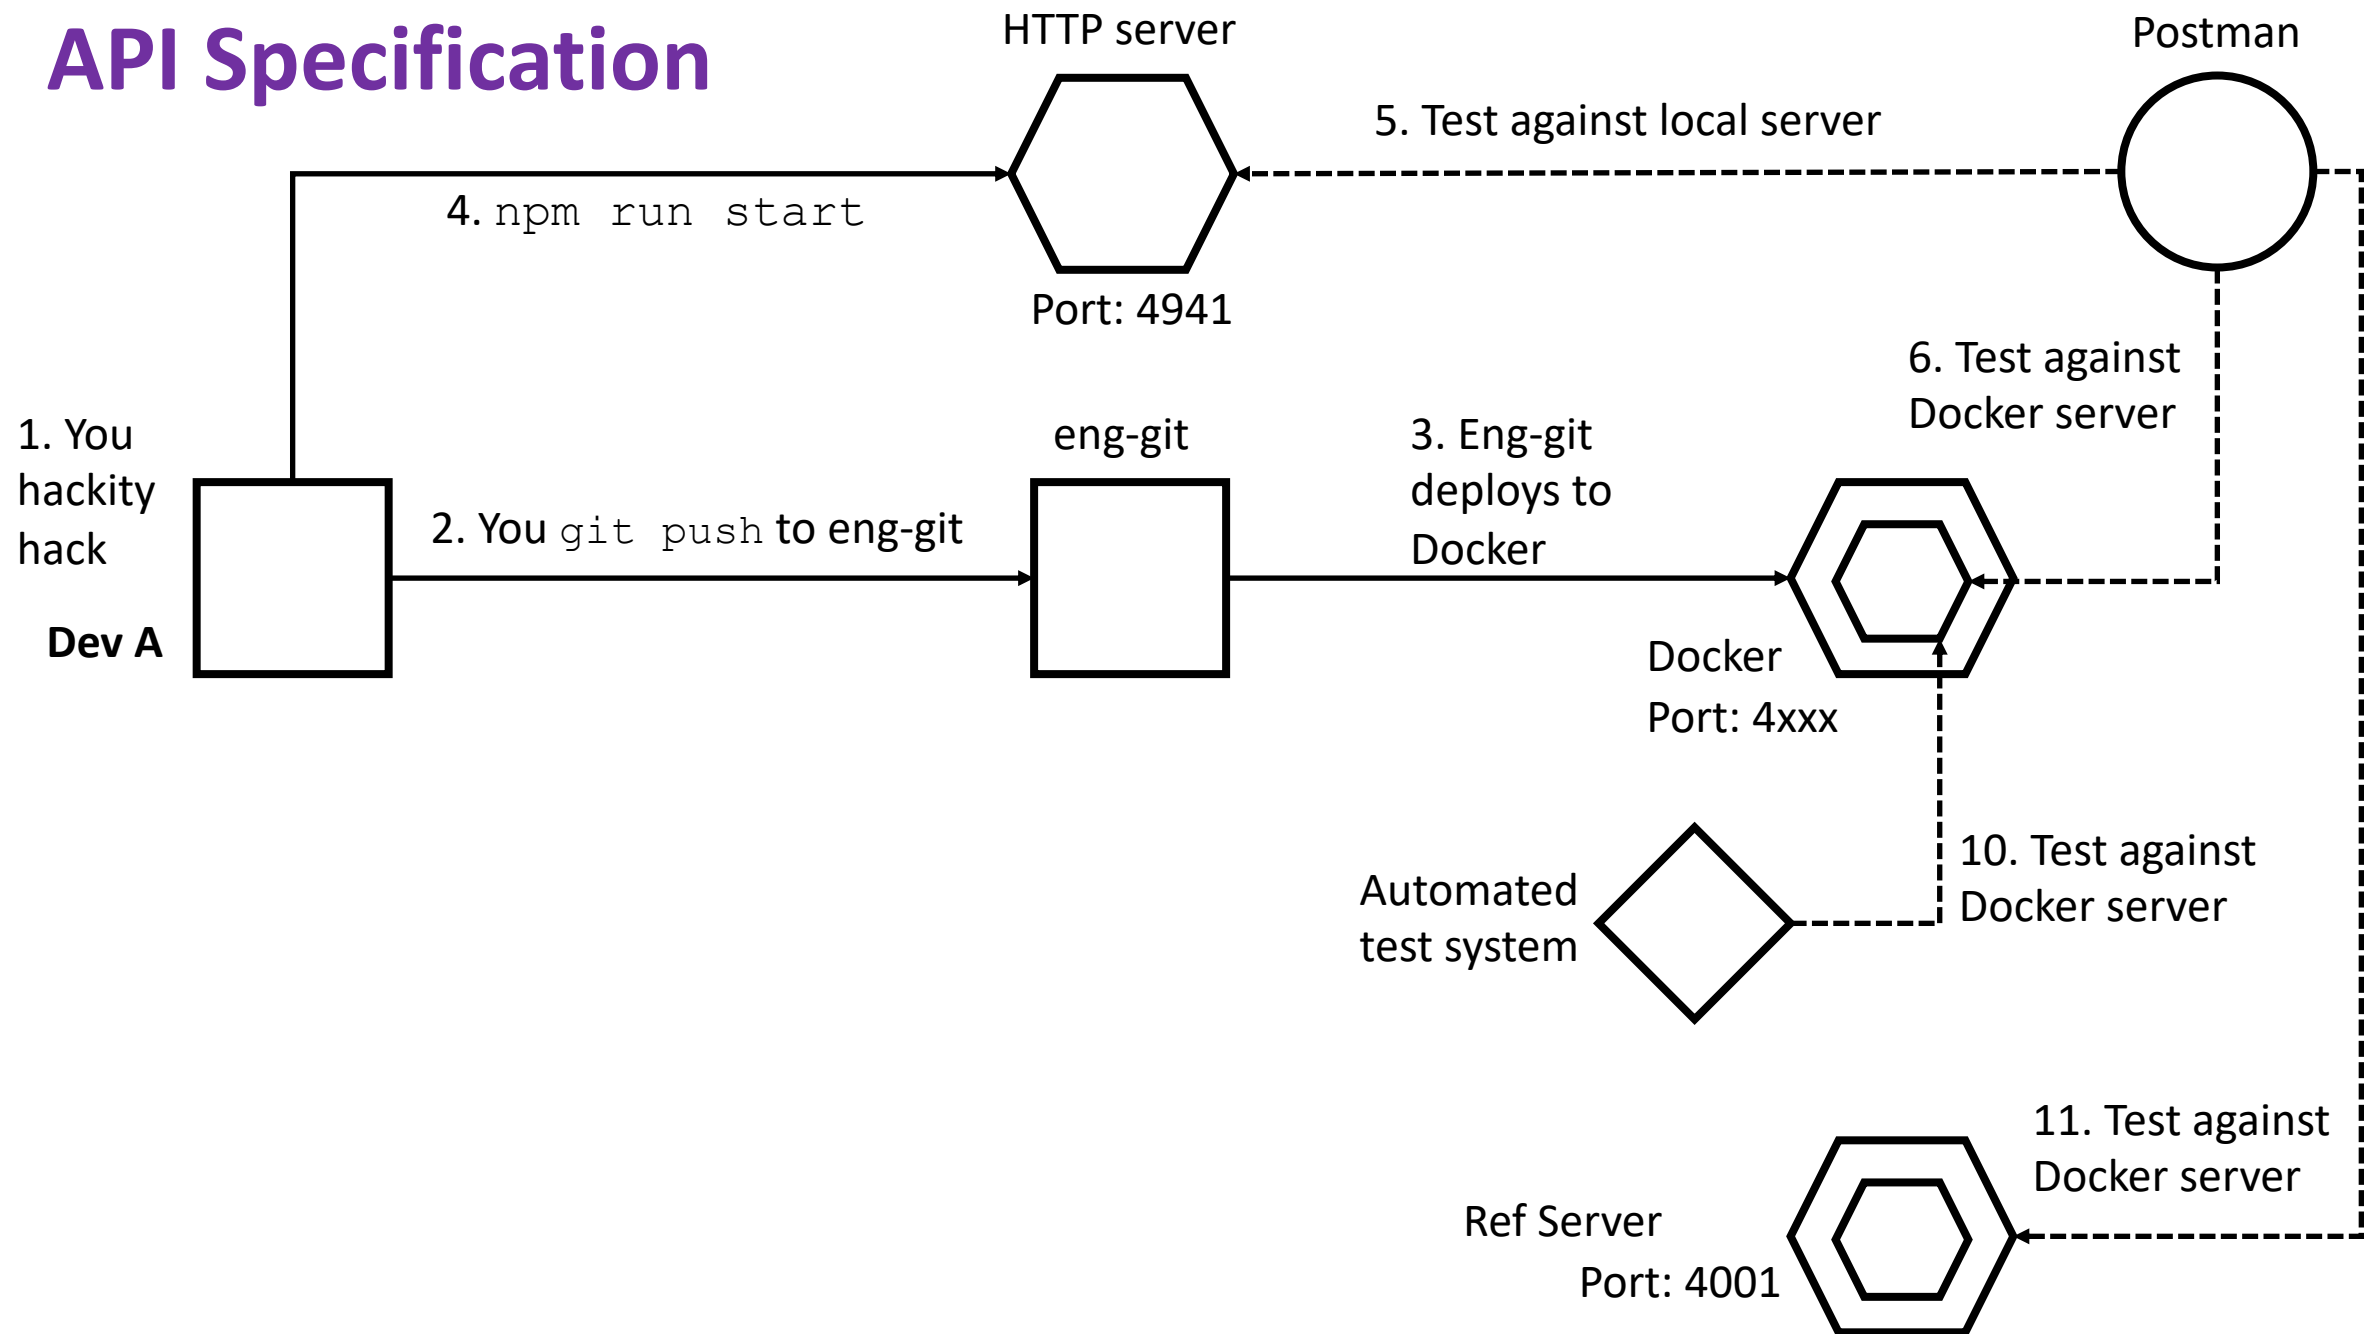 API Specification
HTTP server
Postman
5. Test against local server
4. npm run start
Port: 4941
6. Test against
Docker server
1. You
hackity
hack
Dev A
2. You git push to eng-git
eng-git
3. Eng-git
deploys to
Docker
Docker
Port: 4xxx
Automated
test system
10. Test against
Docker server
11. Test against
Docker server
Ref Server
Port: 4001